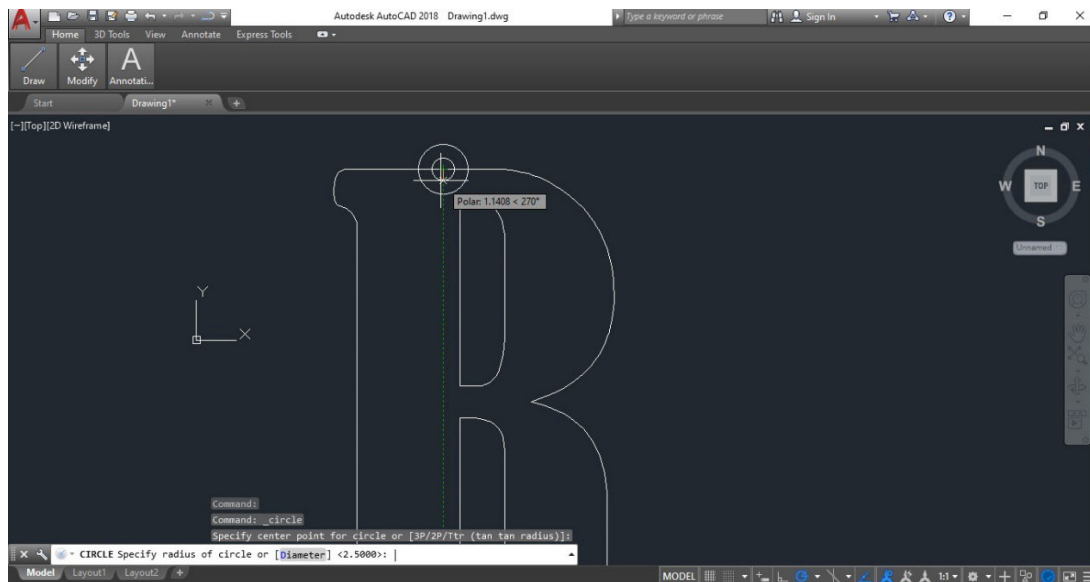 Autodesk AutoCAD 2018 Drawing1.dwg
Type a keyword or phrase
Sign In
Home 3D Tools View Annotate Express Tools
Draw Modify Annotati...
Start Drawing1*
[−][Top][2D Wireframe]
N
W TOP E
S
Unnamed
Polar: 1.1408 < 270°
Y
X
Command:
Command: _circle
Specify center point for circle or [3P/2P/Ttr (tan tan radius)]:
CIRCLE Specify radius of circle or [Diameter] <2.5000>:
Model Layout1 Layout2 +
MODEL 1:1